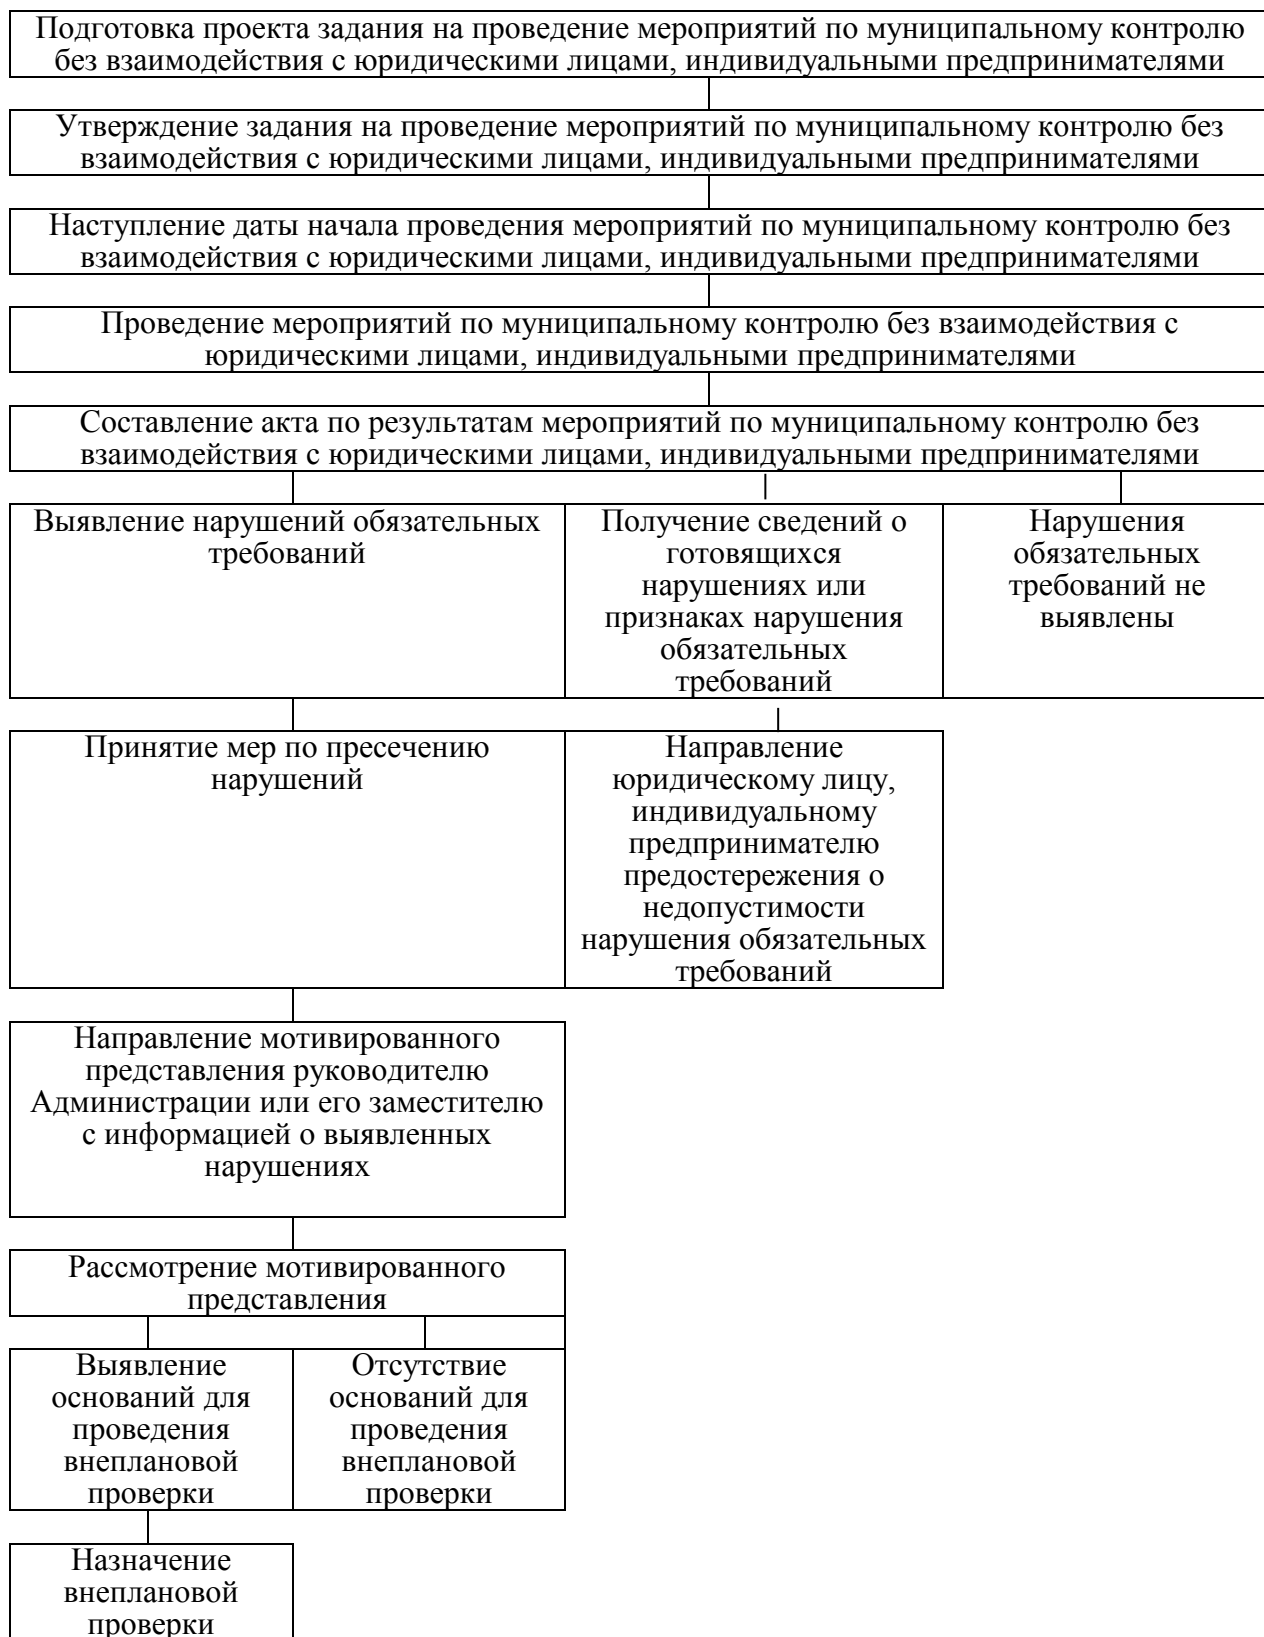 Подготовка проекта задания на проведение мероприятий по муниципальному контролю
без взаимодействия с юридическими лицами, индивидуальными предпринимателями
Утверждение задания на проведение мероприятий по муниципальному контролю без
взаимодействия с юридическими лицами, индивидуальными предпринимателями
Наступление даты начала проведения мероприятий по муниципальному контролю без
взаимодействия с юридическими лицами, индивидуальными предпринимателями
Проведение мероприятий по муниципальному контролю без взаимодействия с
юридическими лицами, индивидуальными предпринимателями
Составление акта по результатам мероприятий по муниципальному контролю без
взаимодействия с юридическими лицами, индивидуальными предпринимателями
Выявление нарушений обязательных
требований
Получение сведений о
готовящихся
нарушениях или
признаках нарушения
обязательных
требований
Нарушения
обязательных
требований не
выявлены
Принятие мер по пресечению
нарушений
Направление
юридическому лицу,
индивидуальному
предпринимателю
предостережения о
недопустимости
нарушения обязательных
требований
Направление мотивированного
представления руководителю
Администрации или его заместителю
с информацией о выявленных
нарушениях
Рассмотрение мотивированного
представления
Выявление
оснований для
проведения
внеплановой
проверки
Отсутствие
оснований для
проведения
внеплановой
проверки
Назначение
внеплановой
проверки